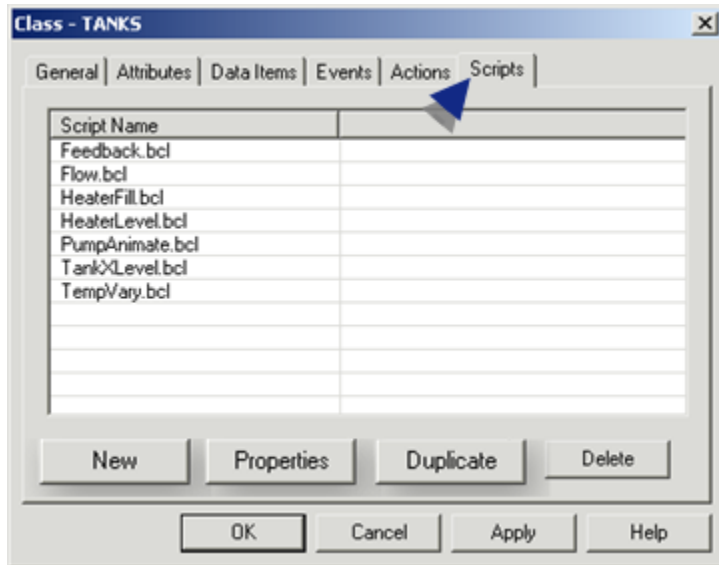 Class - TANKS
General Attributes Data Items Events Actions Scripts
Script Name
Feedback.bcl
Flow.bcl
HeaterFill.bcl
HeaterLevel.bcl
PumpAnimate.bcl
TankXLevel.bcl
TempVary.bcl
New Properties Duplicate Delete
OK Cancel Apply Help